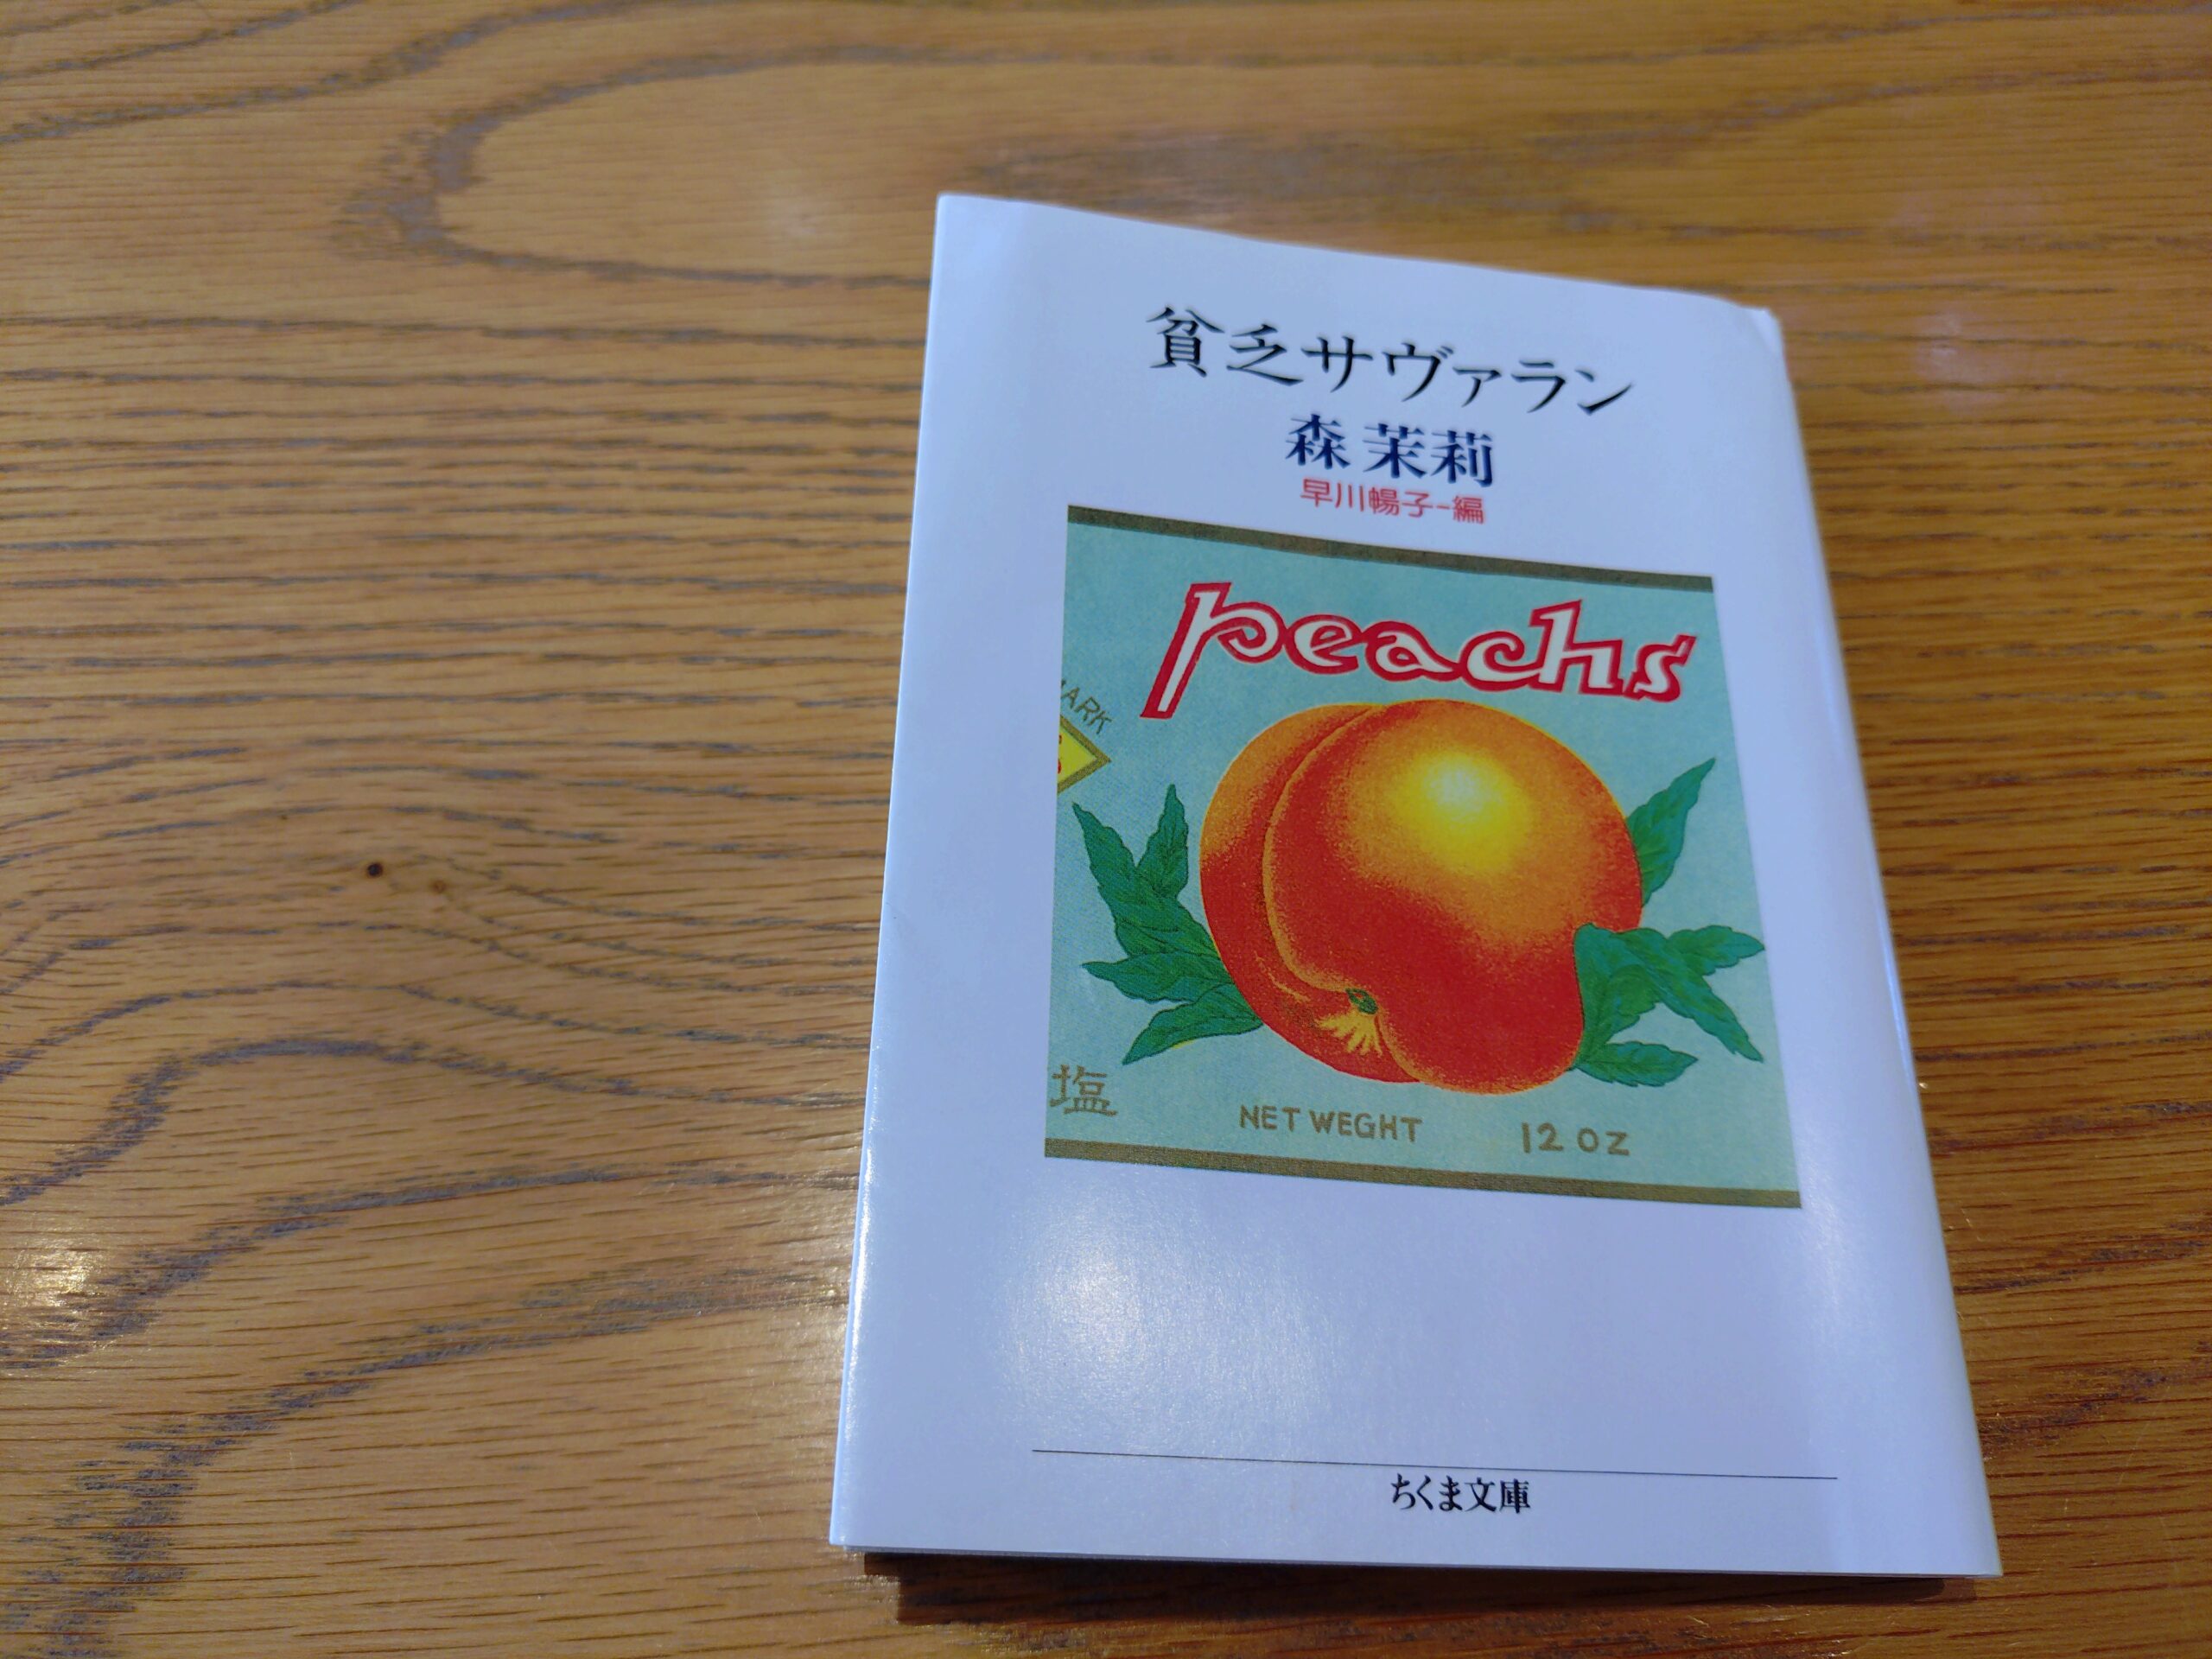 貧乏サヴァラン
森茉莉
早川暢子-編
peachs
MARK
塩
NET WEGHT 12 OZ
ちくま文庫